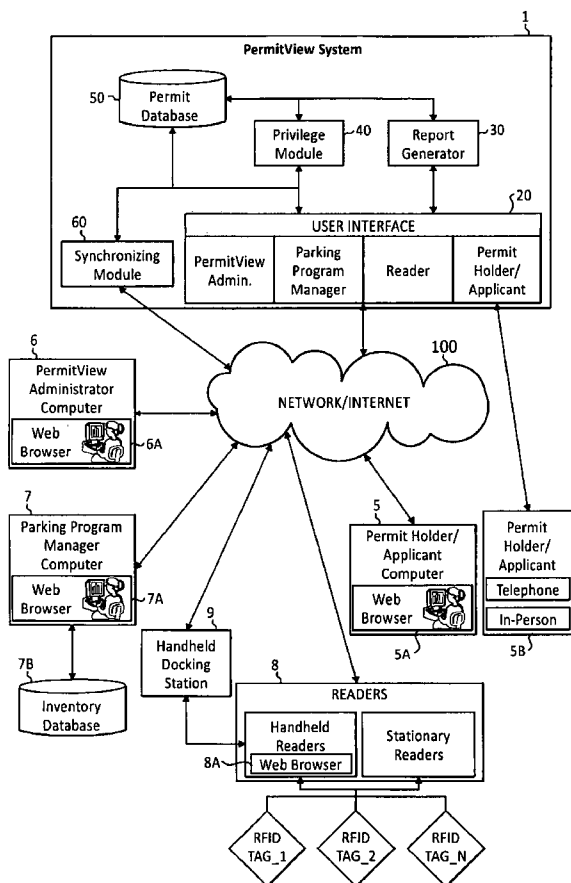 1
PermitView System
50
Permit
Database
Privilege
Module
40
Report
Generator
30
20
USER INTERFACE
60
Synchronizing
Module
PermitView
Admin.
Parking
Program
Manager
Reader
Permit
Holder/
Applicant
6
PermitView
Administrator
Computer
Web
Browser
6A
100
NETWORK/INTERNET
7
Parking Program
Manager
Computer
Web
Browser
7A
7B
Inventory
Database
9
Handheld
Docking
Station
5
Permit Holder/
Applicant
Computer
Web
Browser
5A
Permit
Holder/
Applicant
Telephone
In-Person
5B
8
READERS
Handheld
Readers
8A
Web Browser
Stationary
Readers
RFID
TAG_1
RFID
TAG_2
RFID
TAG_N